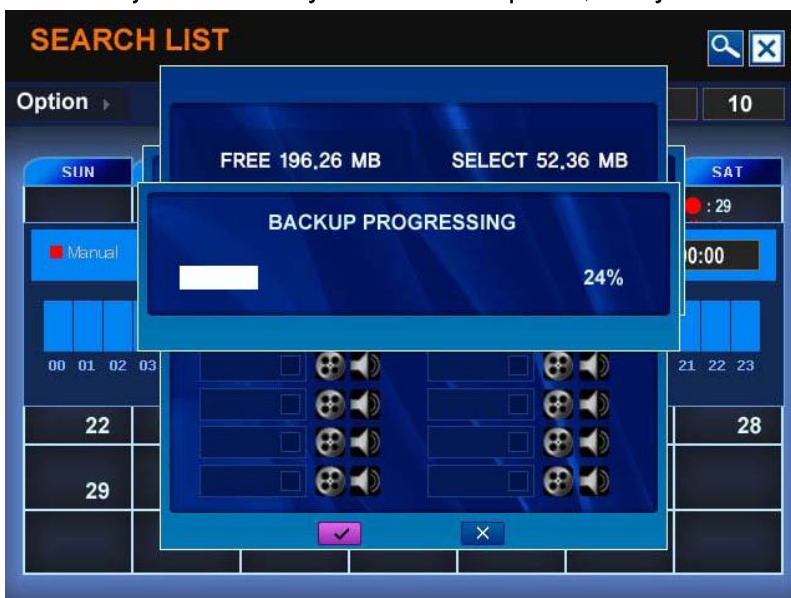 SEARCH LIST
Option
10
FREE 196.26 MB SELECT 52.36 MB
SUN SAT
: 29
BACKUP PROGRESSING
Manual
00:00
24%
00 01 02 03 21 22 23
22 28
29